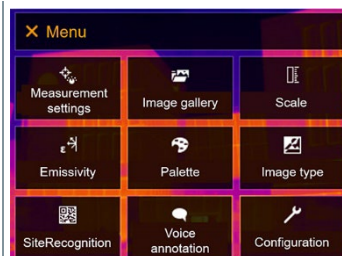 Menu
Measurement
settings
Image gallery
Scale
ε
Emissivity
Palette
Image type
SiteRecognition
Voice
annotation
Configuration